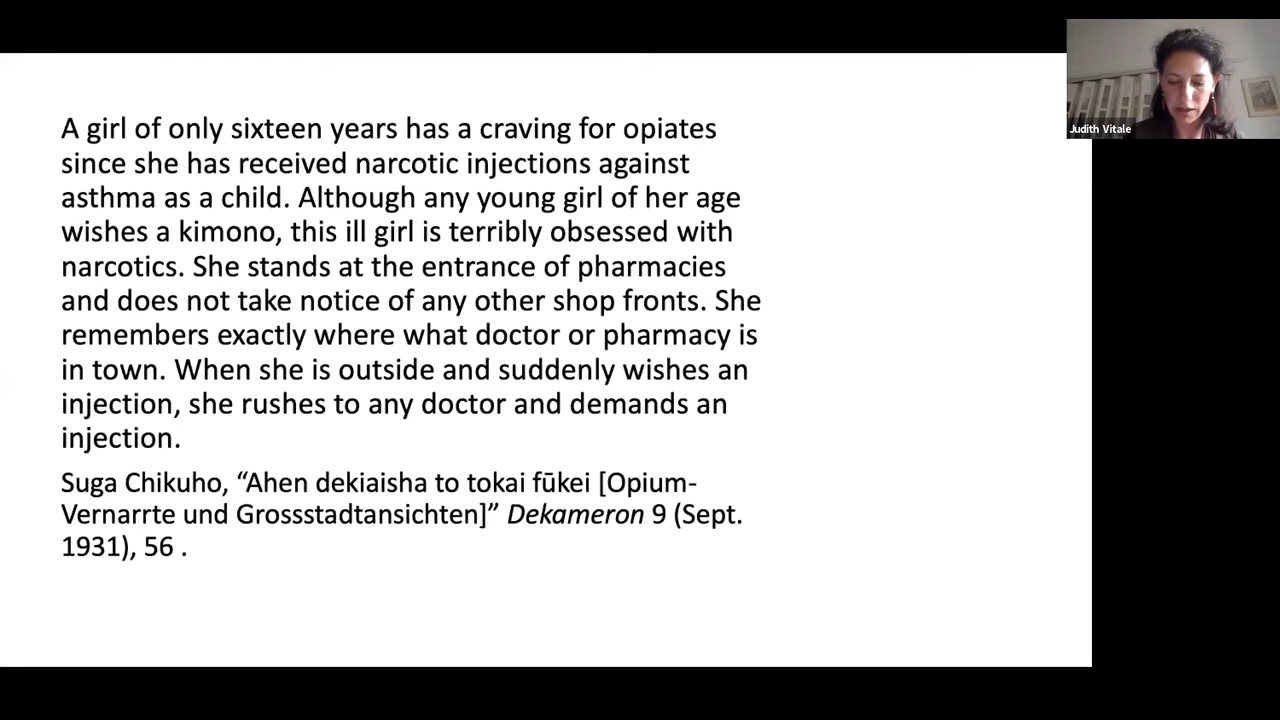 A girl of only sixteen years has a craving for opiates
since she has received narcotic injections against
asthma as a child. Although any young girl of her age
wishes a kimono, this ill girl is terribly obsessed with
narcotics. She stands at the entrance of pharmacies
and does not take notice of any other shop fronts. She
remembers exactly where what doctor or pharmacy is
in town. When she is outside and suddenly wishes an
injection, she rushes to any doctor and demands an
injection.
Suga Chikuho, “Ahen dekiaisha to tokai fūkei [Opium-
Vernarrte und Grossstadtansichten]” Dekameron 9 (Sept.
1931), 56 .
Judith Vitale